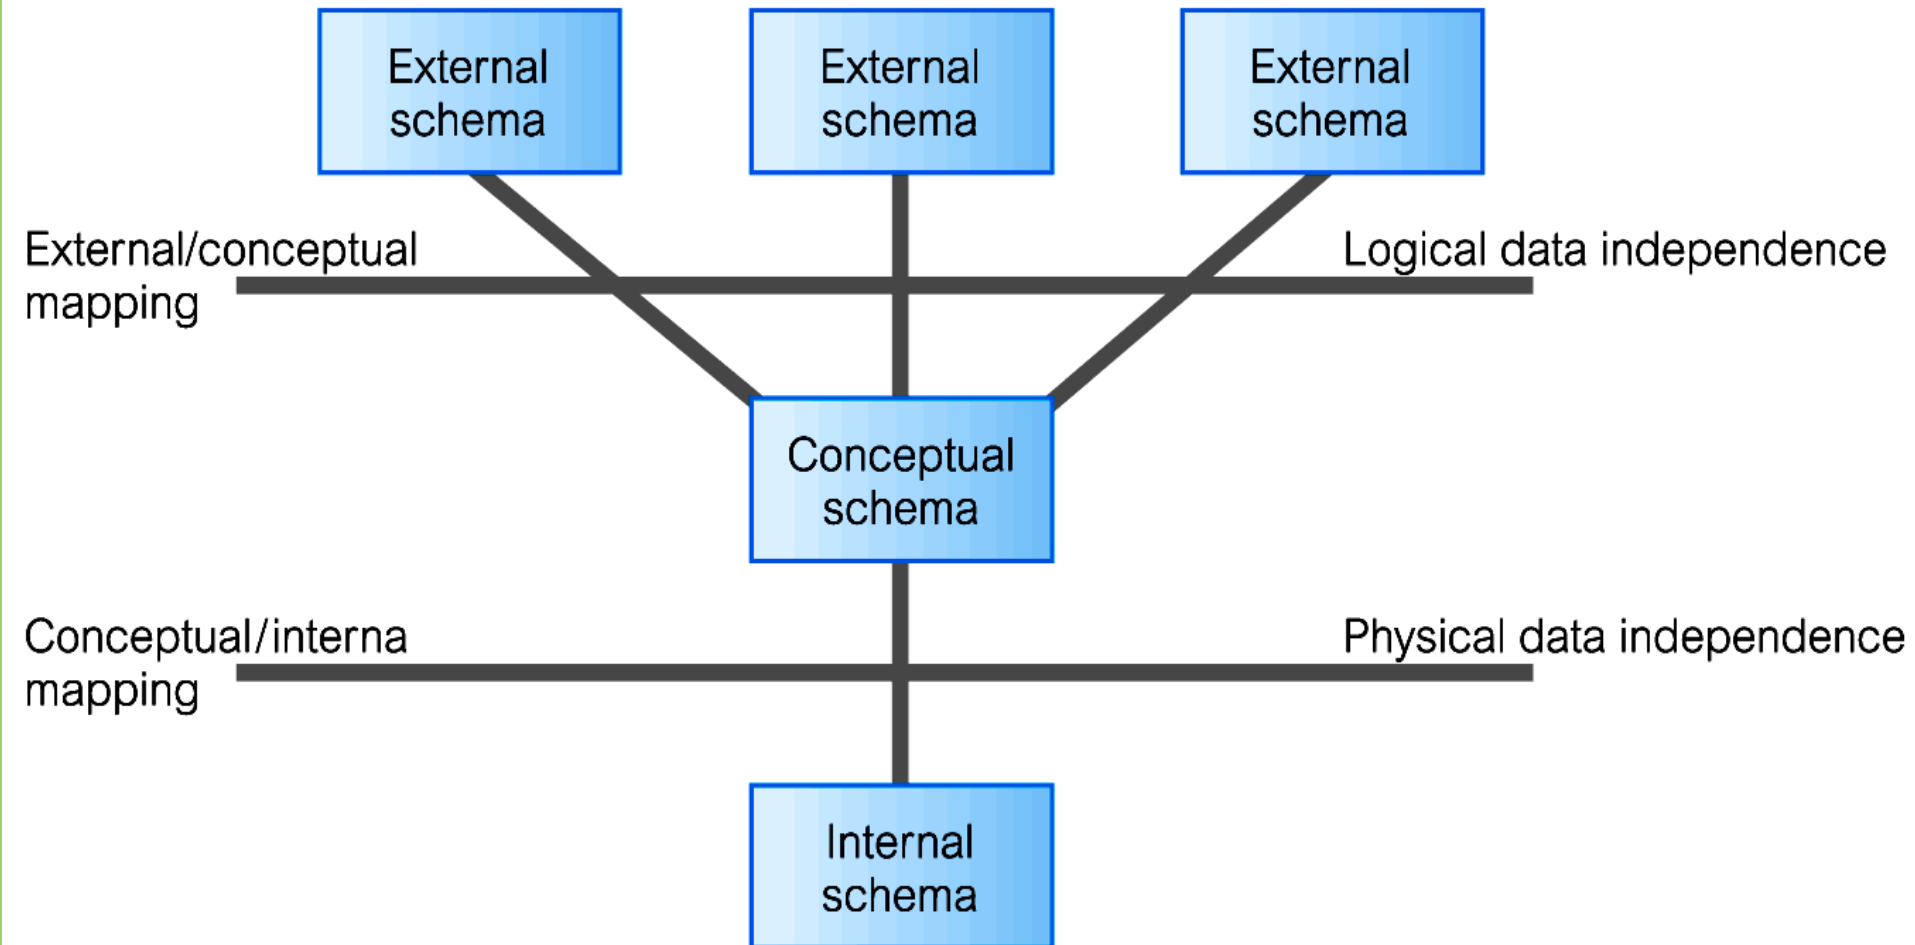 External
schema
External
schema
External
schema
External/conceptual
mapping
Logical data independence
Conceptual
schema
Conceptual/interna
mapping
Physical data independence
Internal
schema